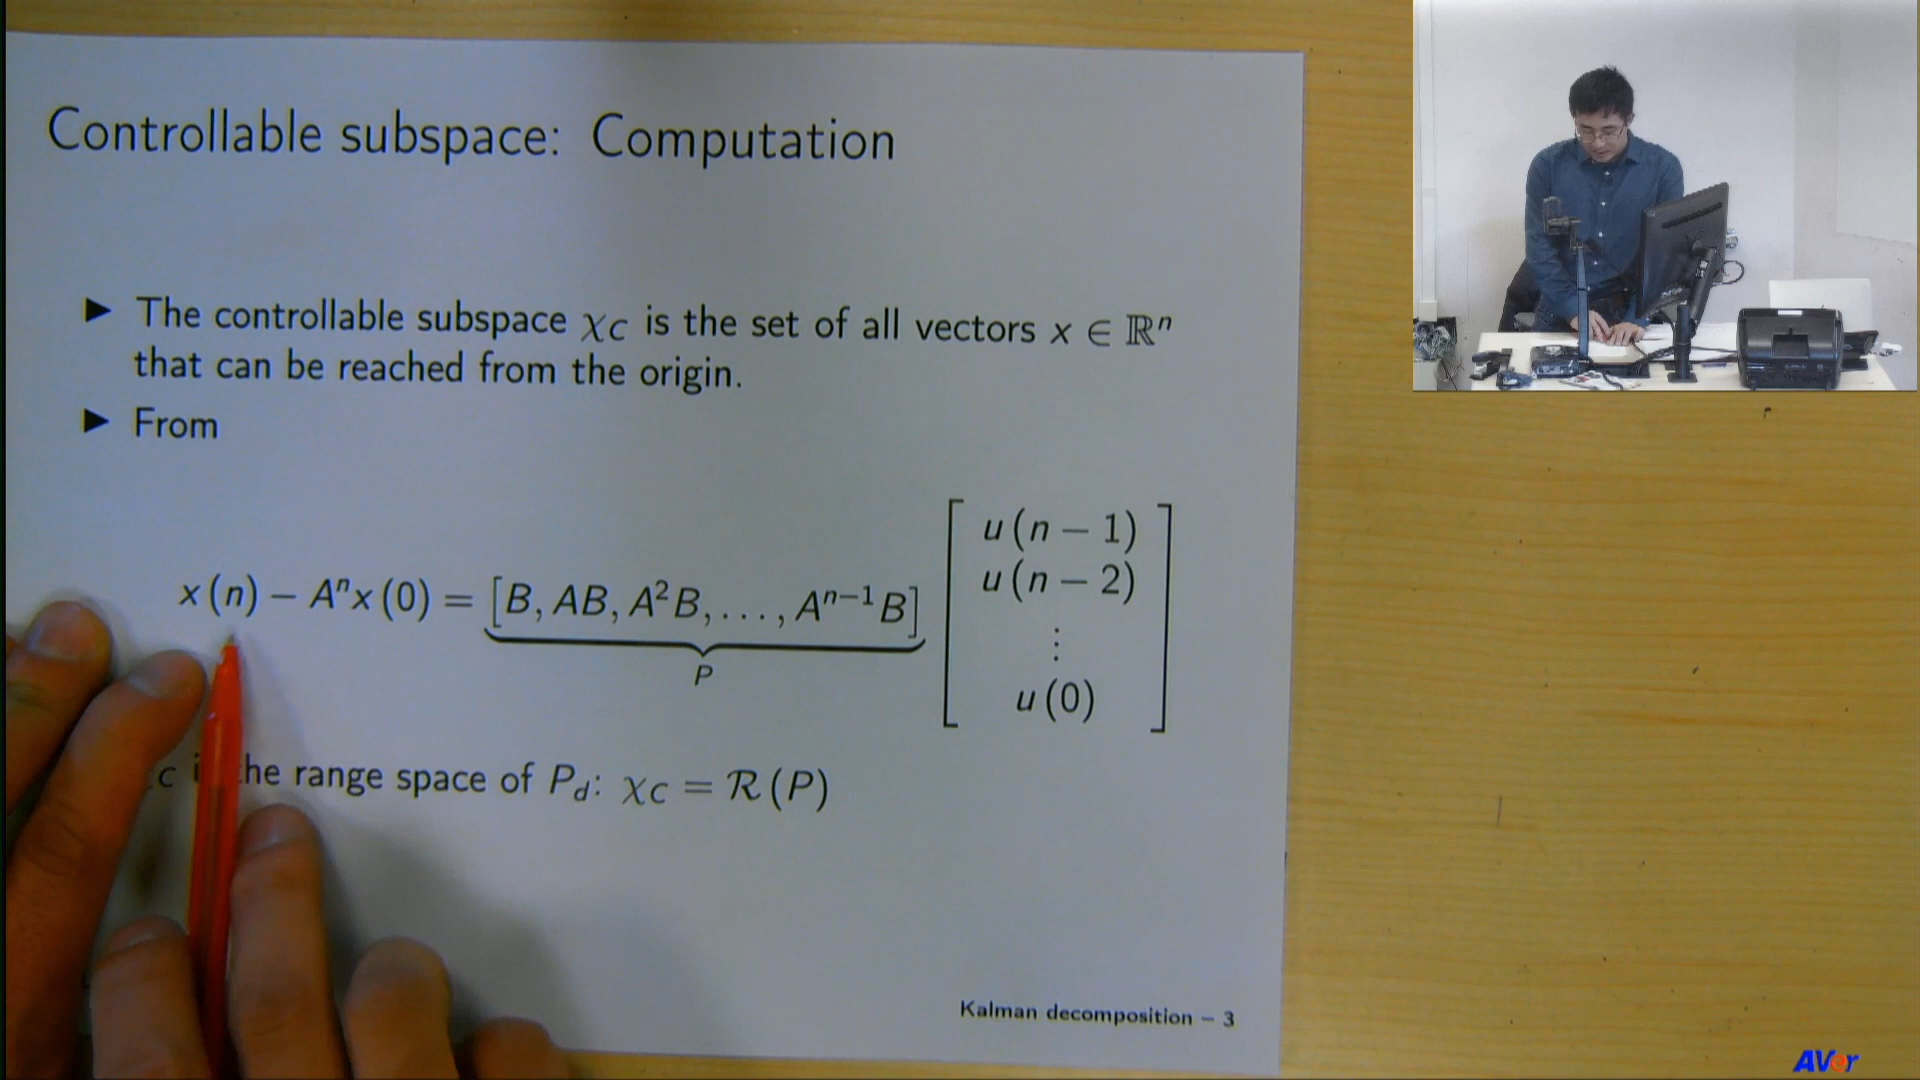 Controllable subspace: Computation
▶ The controllable subspace χC is the set of all vectors x ∈ ℝⁿ
that can be reached from the origin.
▶ From
x(n) − Aⁿx(0) = [B, AB, A²B, …, Aⁿ⁻¹B]
P
u(n − 1)
u(n − 2)
⋮
u(0)
C i the range space of Pd: χC = ℛ(P)
Kalman decomposition – 3
AVer